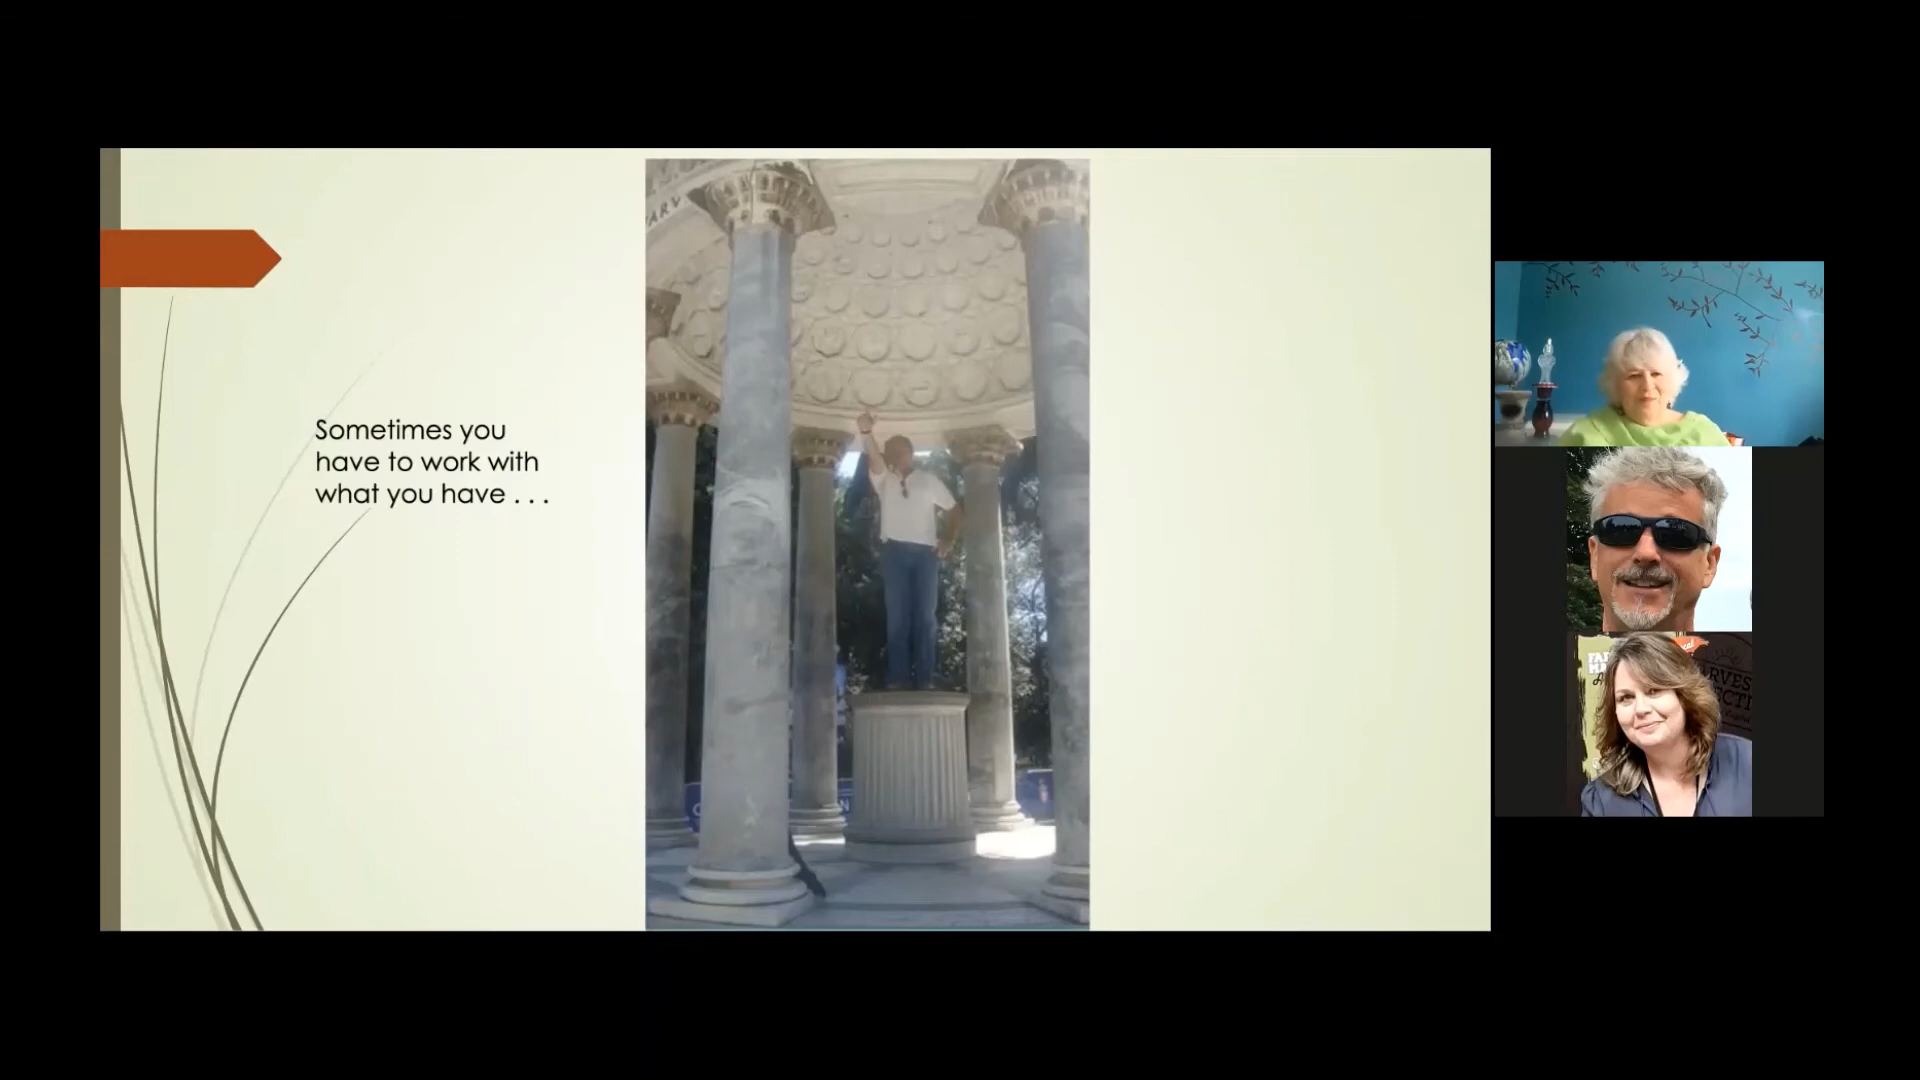 Sometimes you
have to work with
what you have . . .